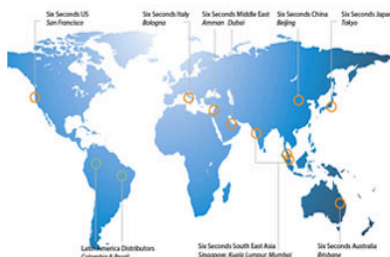 Six Seconds US
San Francisco
Six Seconds Italy
Bologna
Six Seconds Middle East
Amman Dubai
Six Seconds China
Beijing
Six Seconds Japan
Tokyo
Latin America Distributors
Colombia & Brazil
Six Seconds South East Asia
Singapore, Kuala Lumpur, Mumbai
Six Seconds Australia
Brisbane